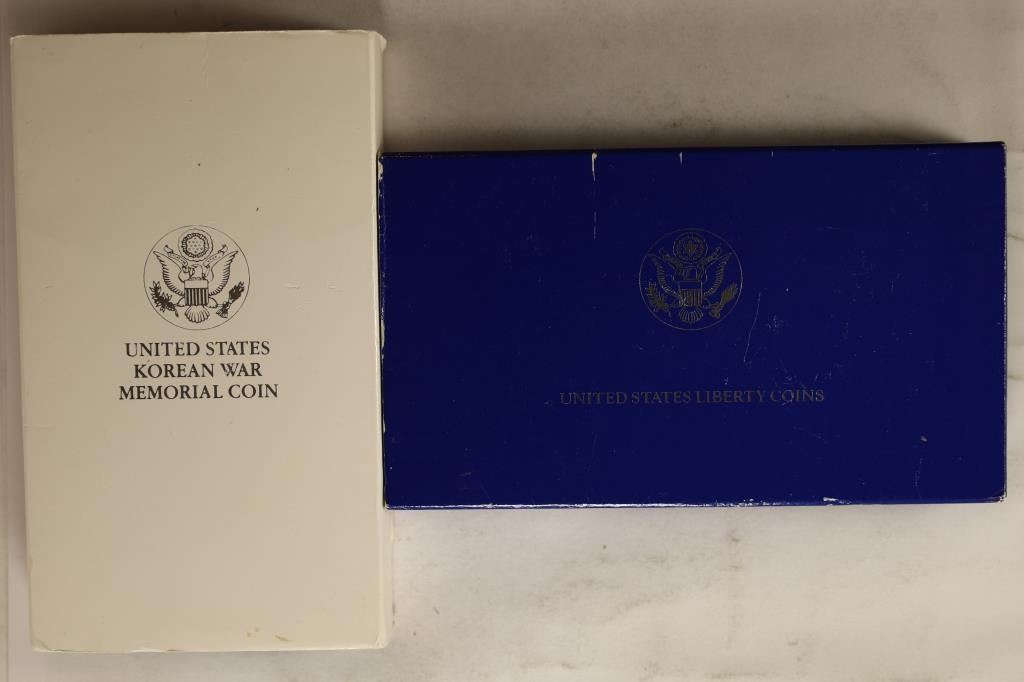 UNITED STATES
KOREAN WAR
MEMORIAL COIN
UNITED STATES LIBERTY COINS